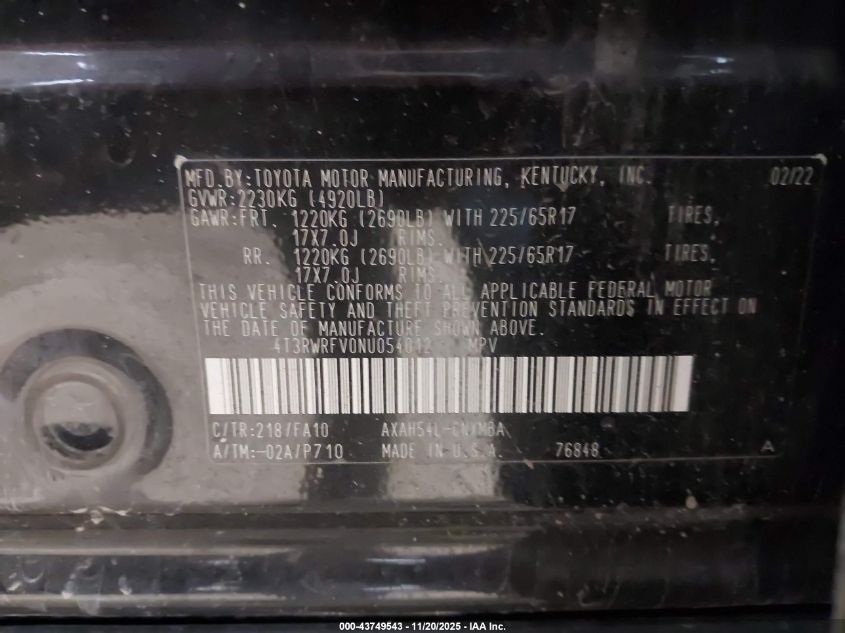 MFD.BY:TOYOTA MOTOR MANUFACTURING, KENTUCKY, INC. 02/22
GVWR:2230KG (4920LB)
GAWR:FRT. 1220KG (2690LB) WITH 225/65R17 TIRES,
17X7.0J RIMS.
RR. 1220KG (2690LB) WITH 225/65R17 TIRES,
17X7.0J RIMS.
THIS VEHICLE CONFORMS TO ALL APPLICABLE FEDERAL MOTOR
VEHICLE SAFETY AND THEFT PREVENTION STANDARDS IN EFFECT ON
THE DATE OF MANUFACTURE SHOWN ABOVE.
4T3RWRFV0NU054012 MPV
C/TR:218/FA10
A/TM:-02A/P710 MADE IN U.S.A. 76848 A
000-43749543 - 11/20/2025 - IAA Inc.